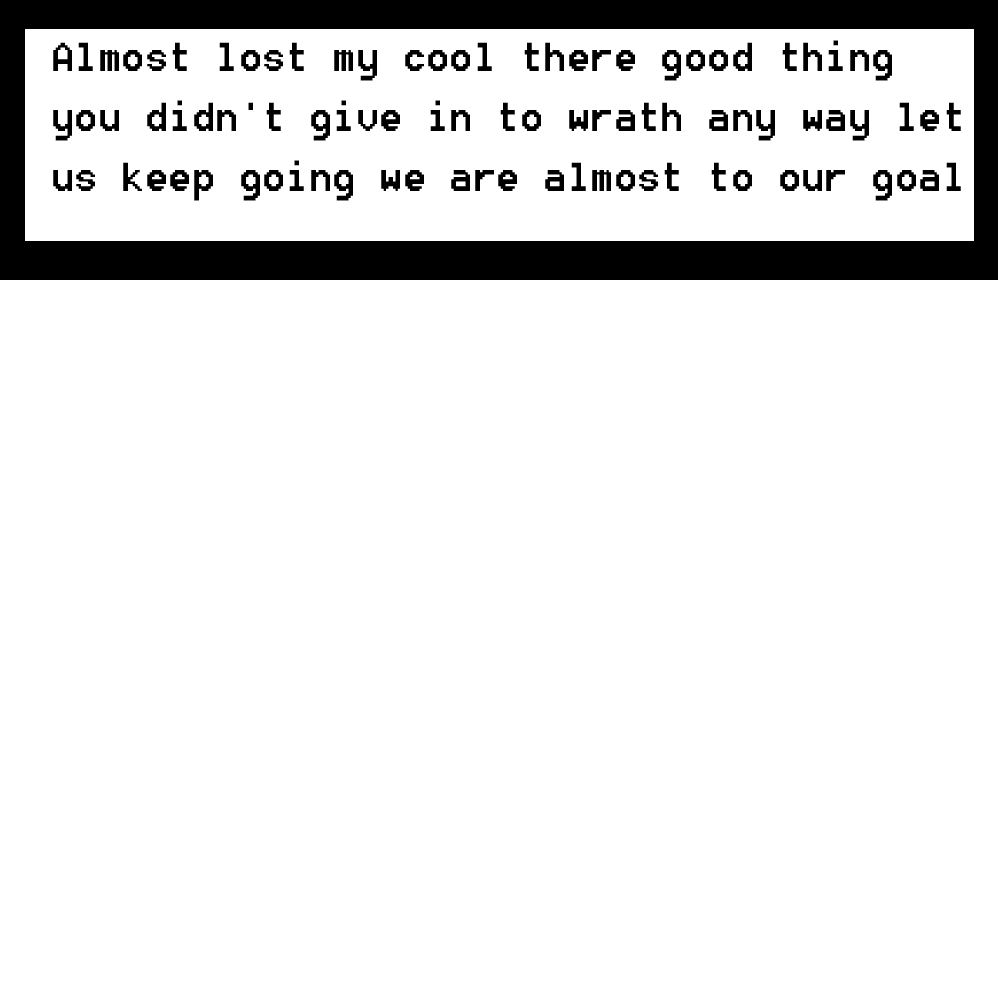 Almost lost my cool there good thing
you didn't give in to wrath any way let
us keep going we are almost to our goal